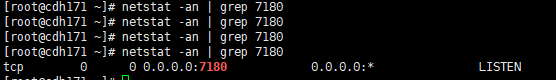 [root@cdh171 ~]# netstat -an | grep 7180
[root@cdh171 ~]# netstat -an | grep 7180
[root@cdh171 ~]# netstat -an | grep 7180
[root@cdh171 ~]# netstat -an | grep 7180
tcp        0      0 0.0.0.0:7180            0.0.0.0:*               LISTEN